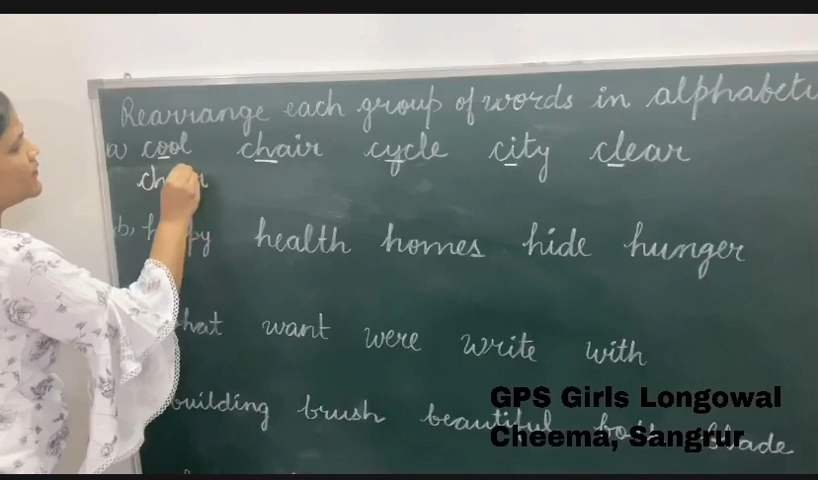 Rearrange each group of words in
a cool chair cycle city clear
b, health homes hide hunger
want were write with
building brush beautiful blade
GPS Girls Longowal
Cheema, Sangrur